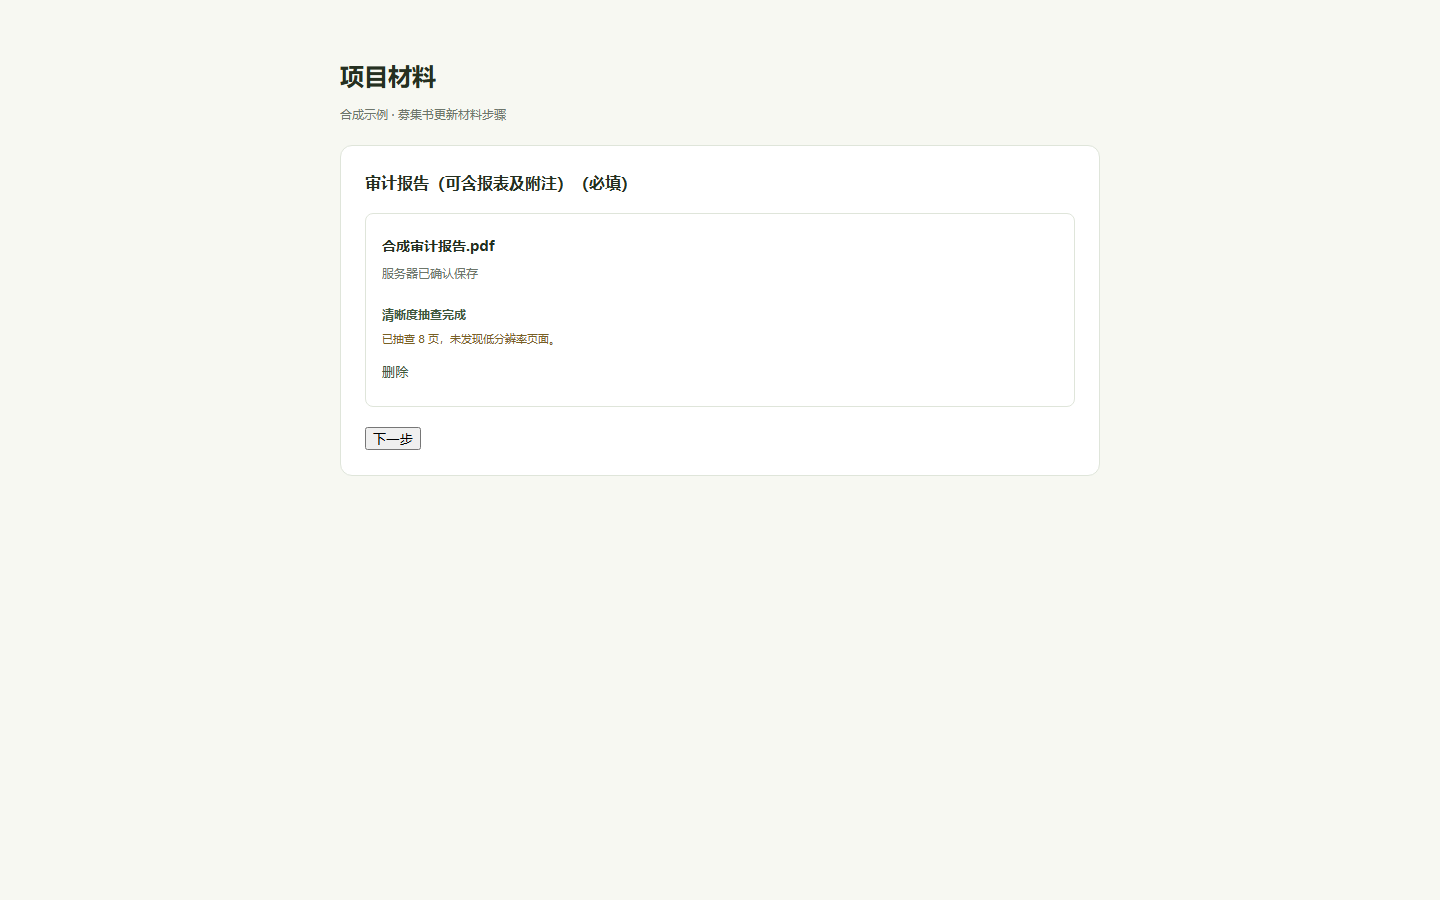 项目材料
合成示例 · 募集书更新材料步骤
审计报告（可含报表及附注）（必填）
合成审计报告.pdf
服务器已确认保存
清晰度抽查完成
已抽查 8 页，未发现低分辨率页面。
删除
下一步